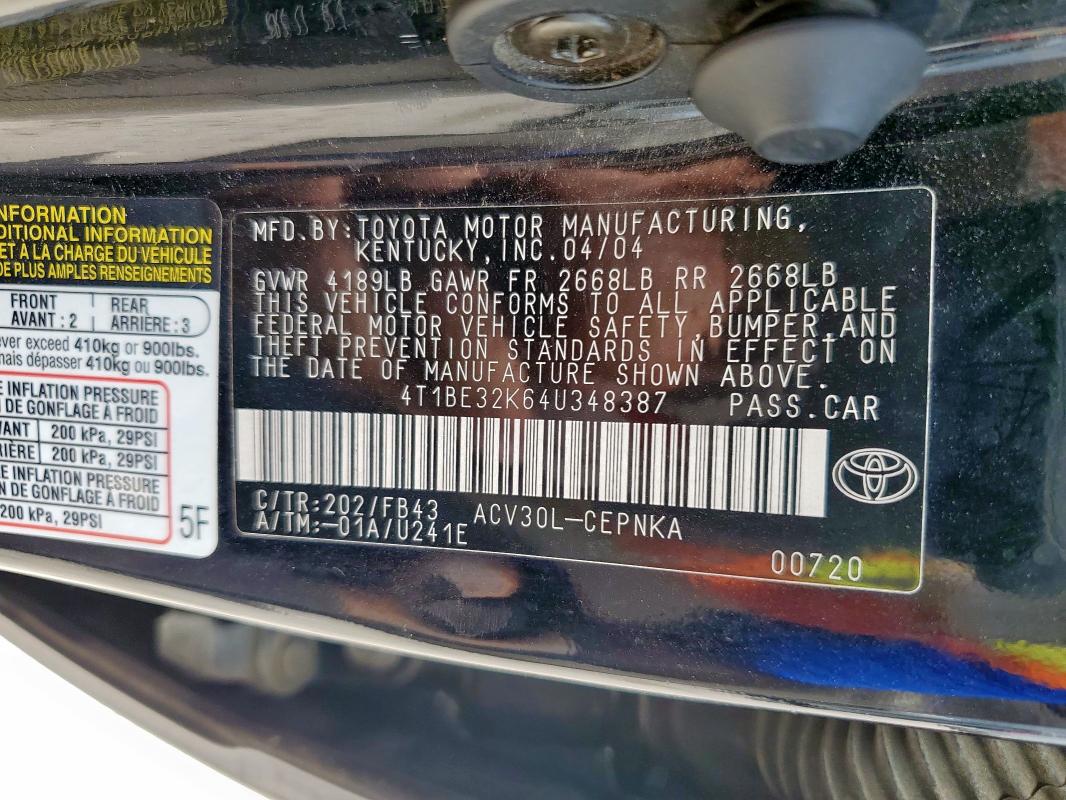 NFORMATION
DITIONAL INFORMATION
ET À LA CHARGE DU VÉHICULE
DE PLUS AMPLES RENSEIGNEMENTS
FRONT
AVANT : 2
REAR
ARRIÈRE : 3
ever exceed 410kg or 900lbs.
mais dépasser 410kg ou 900lbs.
E INFLATION PRESSURE
DE GONFLAGE À FROID
VANT 200 kPa, 29PSI
RIÈRE 200 kPa, 29PSI
E INFLATION PRESSURE
DE GONFLAGE À FROID
200 kPa, 29PSI
5F
MFD.BY:TOYOTA MOTOR MANUFACTURING,
KENTUCKY,INC.04/04
GVWR 4189LB GAWR FR 2668LB RR 2668LB
THIS VEHICLE CONFORMS TO ALL APPLICABLE
FEDERAL MOTOR VEHICLE SAFETY,BUMPER,AND
THEFT PREVENTION STANDARDS IN EFFECT ON
THE DATE OF MANUFACTURE SHOWN ABOVE.
4T1BE32K64U348387 PASS.CAR
C/TR:202/FB43 ACV30L-CEPNKA
A/TM:-01A/U241E
00720